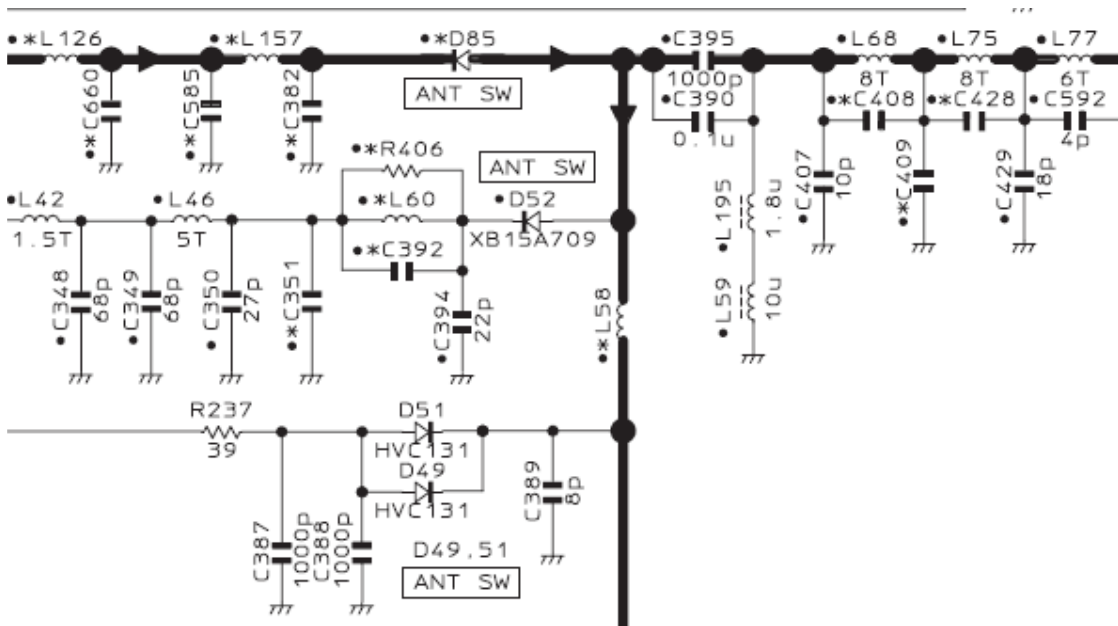 •*L126
•*L157
•*D85
•C395
•L68
•L75
•L77
1000p
8T
8T
6T
ANT SW
•*C660
•*C585
•*C382
•C390
0.1u
•*C408
•*C428
•C592
4p
•*R406
ANT SW
•C407
10p
•*C409
•C429
18p
•L42
•L46
•*L60
•D52
1.5T
5T
XB15A709
•L195
1.8u
•*C392
•C348
68p
•C349
68p
•C350
27p
•*C351
•C394
22p
•*L58
•L59
10u
R237
D51
39
HVC131
D49
HVC131
C389
8p
C387
1000p
C388
1000p
D49,51
ANT SW